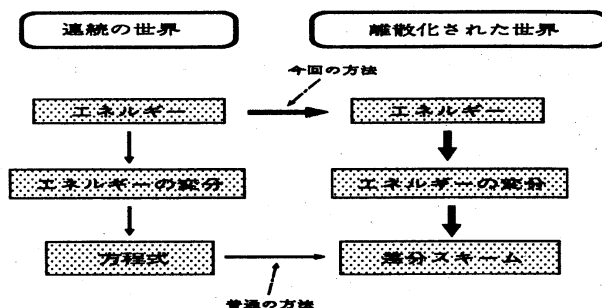 連続の世界
離散化された世界
今回の方法
エネルギー
エネルギー
エネルギーの変分
エネルギーの変分
方程式
差分スキーム
普通の方法